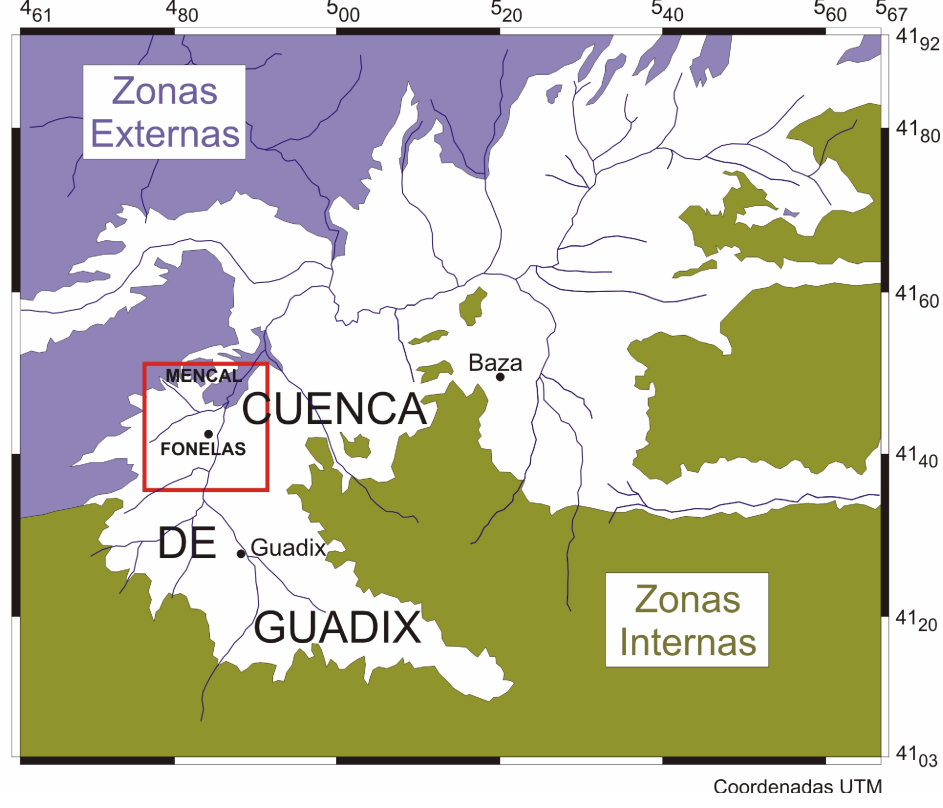 461 480 500 520 540 560 567
4192
Zonas
Externas
4180
4160
Baza
MENCAL
CUENCA
FONELAS
4140
DE
Guadix
Zonas
Internas
GUADIX
4120
4103
Coordenadas UTM